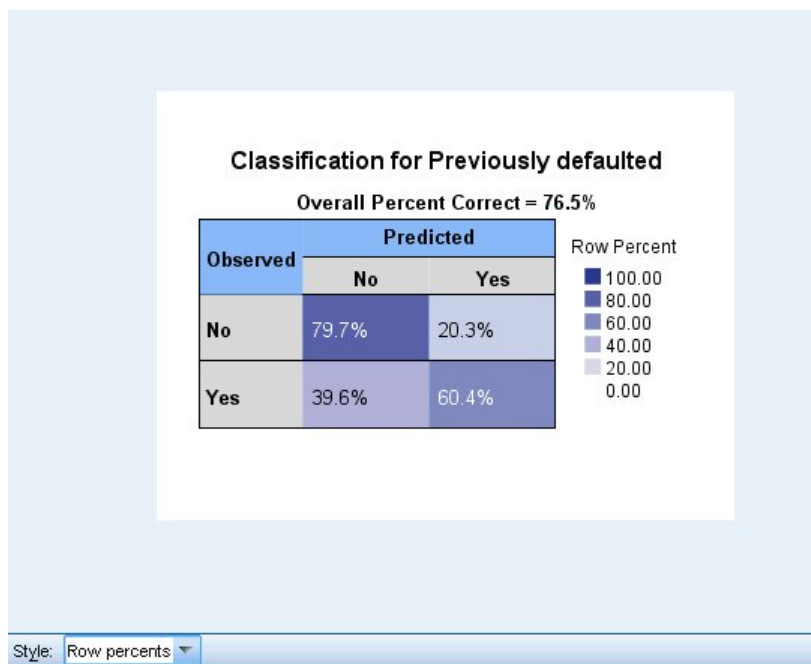 Classification for Previously defaulted
Overall Percent Correct = 76.5%
Observed Predicted
No Yes
No 79.7% 20.3%
Yes 39.6% 60.4%
Row Percent
100.00
80.00
60.00
40.00
20.00
0.00
Style: Row percents